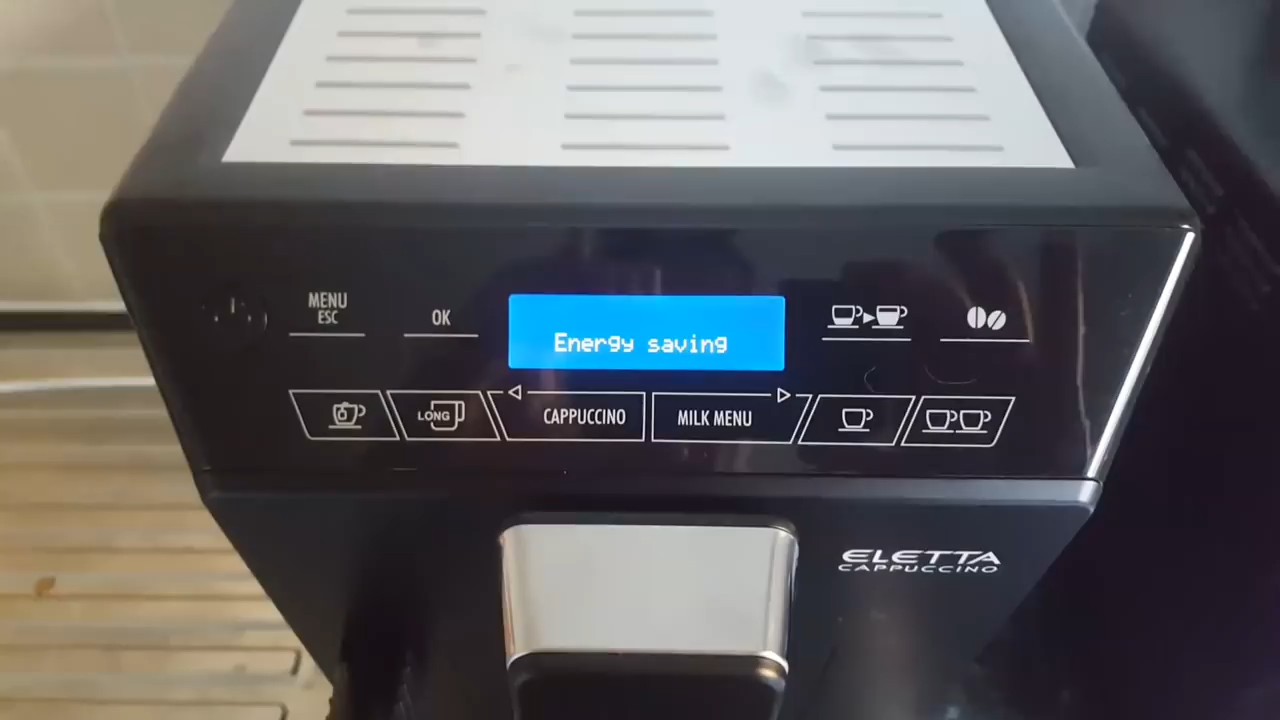 MENU
ESC
OK
Energy saving
LONG
CAPPUCCINO
MILK MENU
ELETTA
CAPPUCCINO